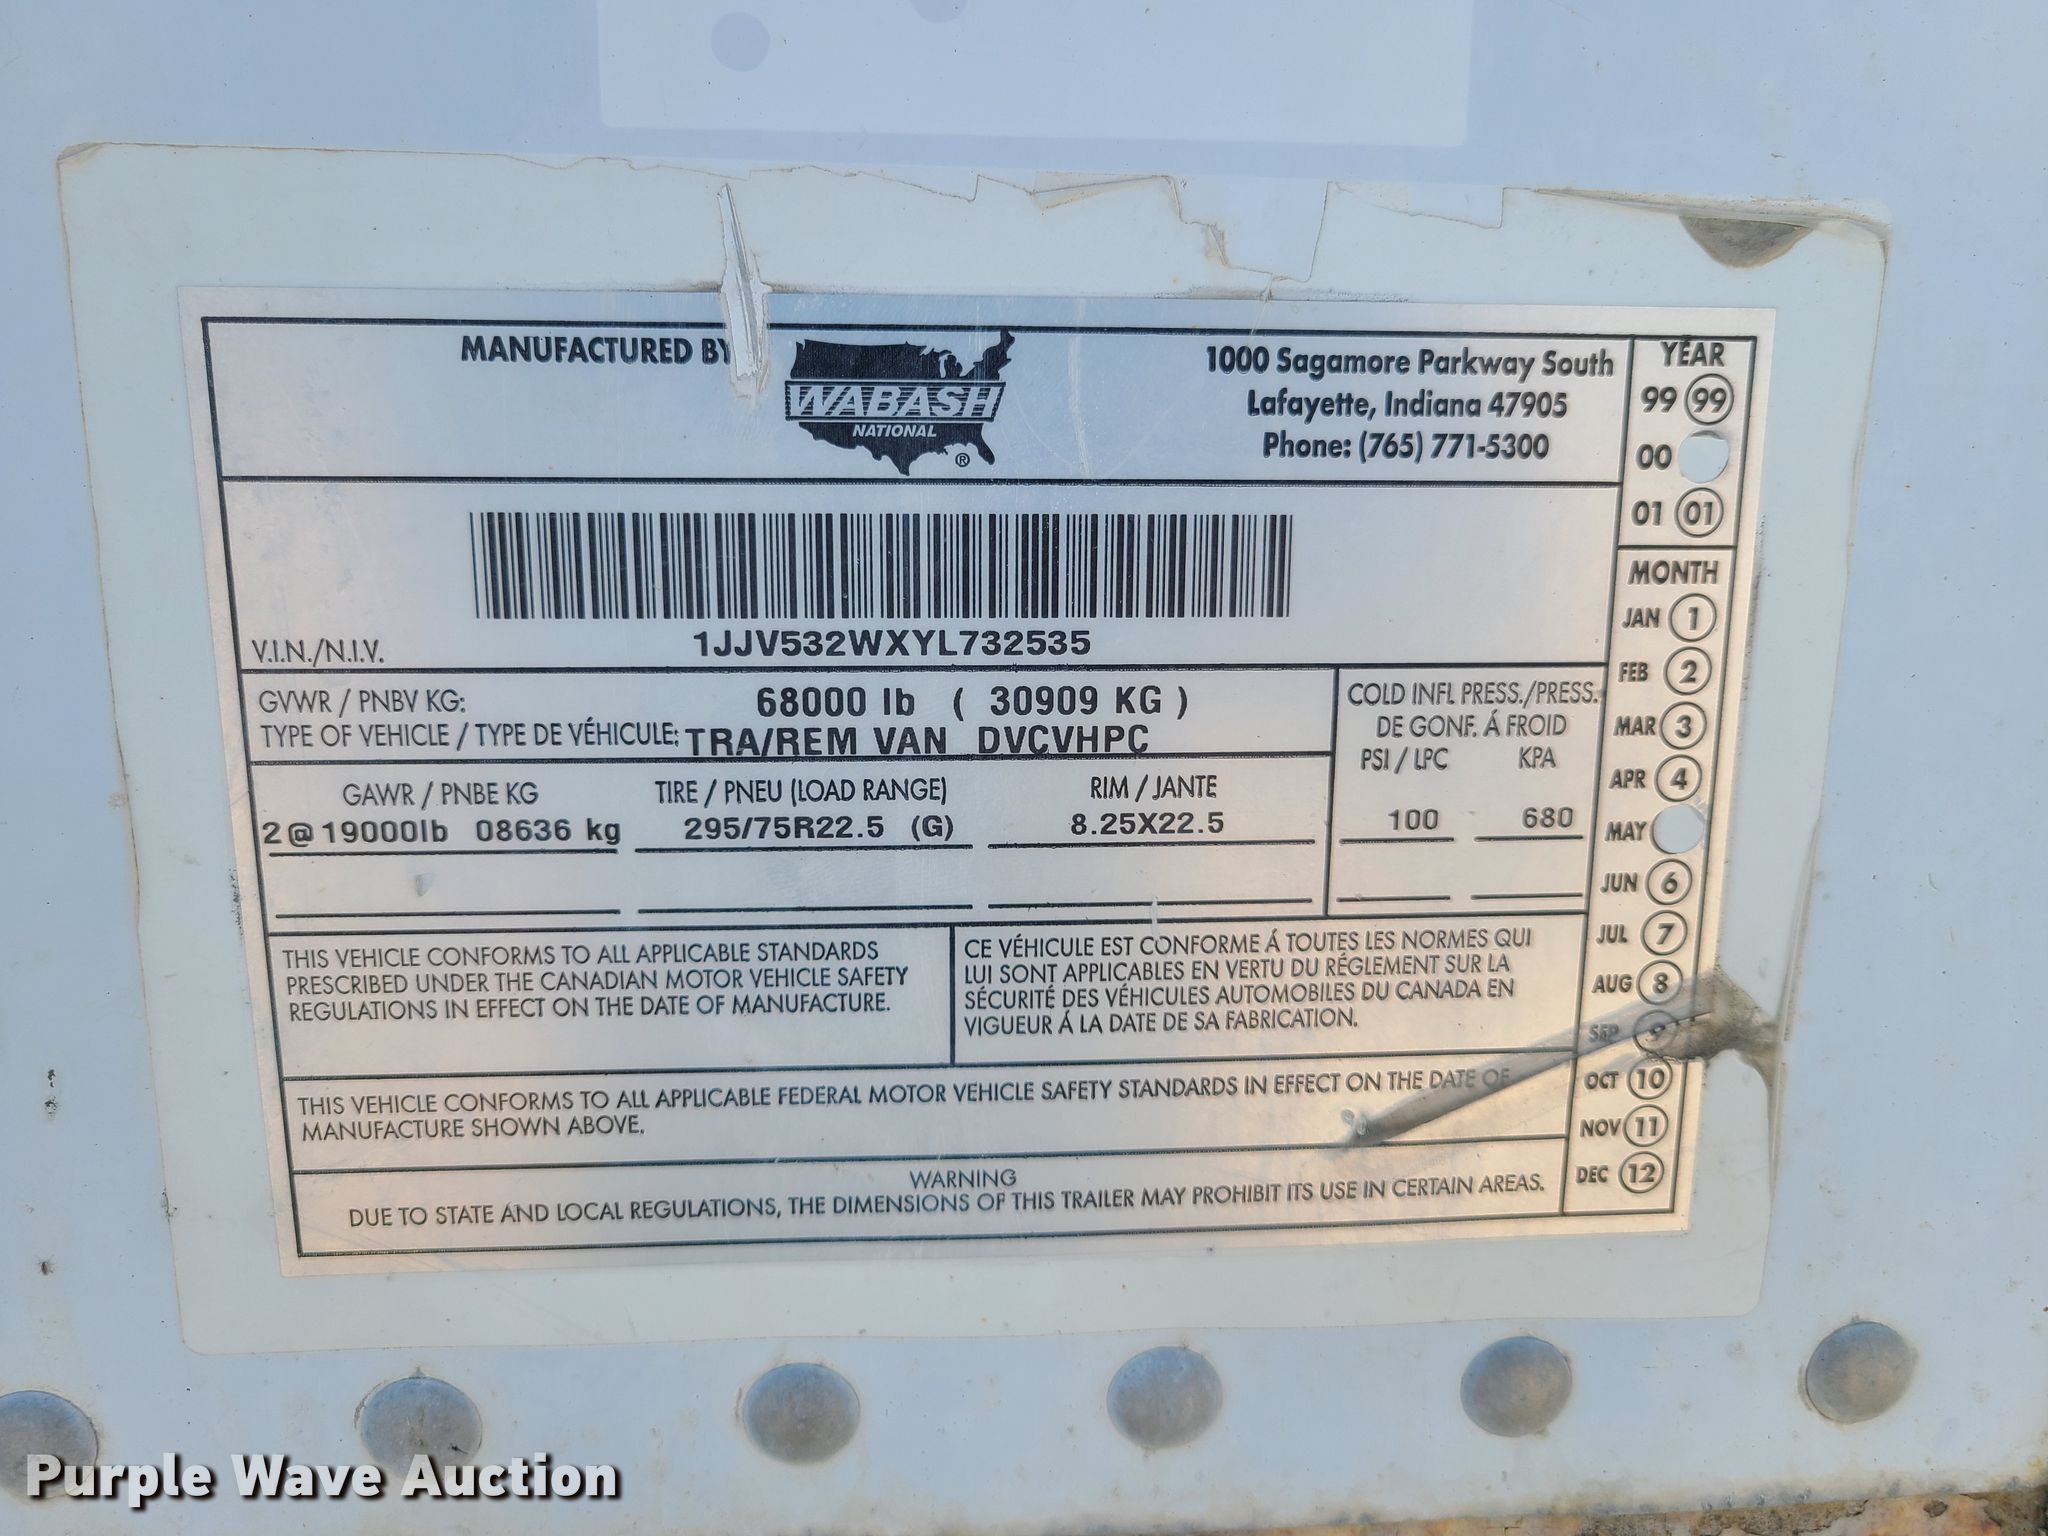 MANUFACTURED BY
WABASH
NATIONAL
®
1000 Sagamore Parkway South
Lafayette, Indiana 47905
Phone: (765) 771-5300
YEAR
99 99
00
01 01
V.I.N./N.I.V. 1JJV532WXYL732535
GVWR / PNBV KG: 68000 lb ( 30909 KG )
TYPE OF VEHICLE / TYPE DE VÉHICULE: TRA/REM VAN DVCVHPC
COLD INFL PRESS./PRESS.
DE GONF. Á FROID
PSI / LPC KPA
100 680
GAWR / PNBE KG TIRE / PNEU (LOAD RANGE) RIM / JANTE
2@19000lb 08636 kg 295/75R22.5 (G) 8.25X22.5
MONTH
JAN 1
FEB 2
MAR 3
APR 4
MAY
JUN 6
JUL 7
AUG 8
SEP 9
OCT 10
NOV 11
DEC 12
THIS VEHICLE CONFORMS TO ALL APPLICABLE STANDARDS
PRESCRIBED UNDER THE CANADIAN MOTOR VEHICLE SAFETY
REGULATIONS IN EFFECT ON THE DATE OF MANUFACTURE.
CE VÉHICULE EST CONFORME Á TOUTES LES NORMES QUI
LUI SONT APPLICABLES EN VERTU DU RÉGLEMENT SUR LA
SÉCURITÉ DES VÉHICULES AUTOMOBILES DU CANADA EN
VIGUEUR Á LA DATE DE SA FABRICATION.
THIS VEHICLE CONFORMS TO ALL APPLICABLE FEDERAL MOTOR VEHICLE SAFETY STANDARDS IN EFFECT ON THE DATE OF
MANUFACTURE SHOWN ABOVE.
WARNING
DUE TO STATE AND LOCAL REGULATIONS, THE DIMENSIONS OF THIS TRAILER MAY PROHIBIT ITS USE IN CERTAIN AREAS.
Purple Wave Auction